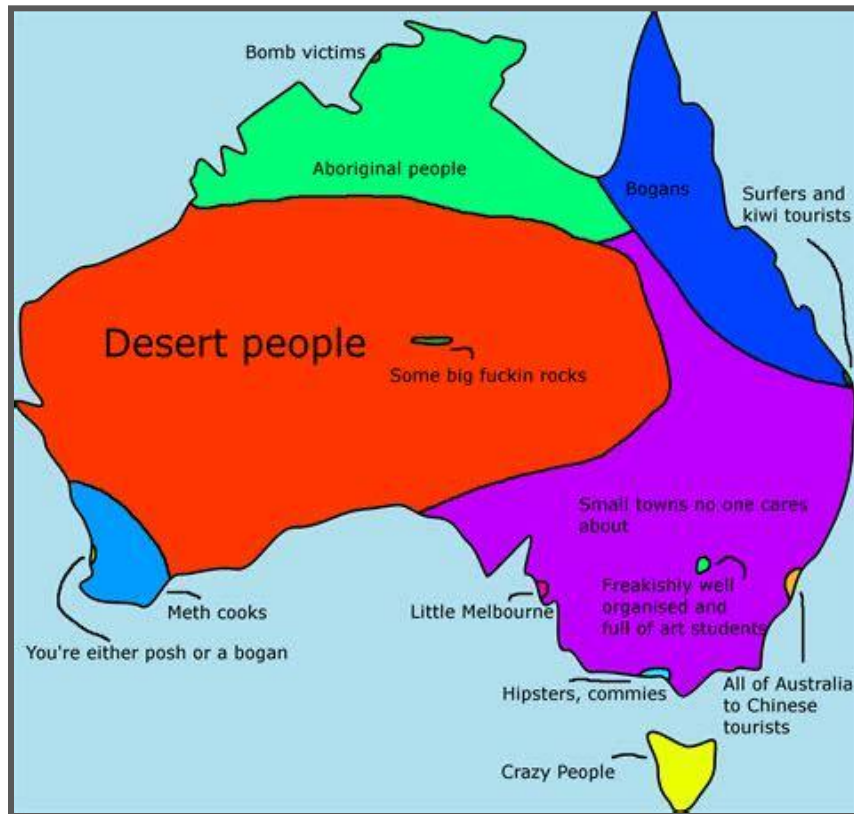 Bomb victims
Aboriginal people
Bogans
Surfers and
kiwi tourists
Desert people
Some big fuckin rocks
Small towns no one cares
about
Freakishly well
organised and
full of art students
Little Melbourne
Meth cooks
You're either posh or a bogan
Hipsters, commies
All of Australia
to Chinese
tourists
Crazy People